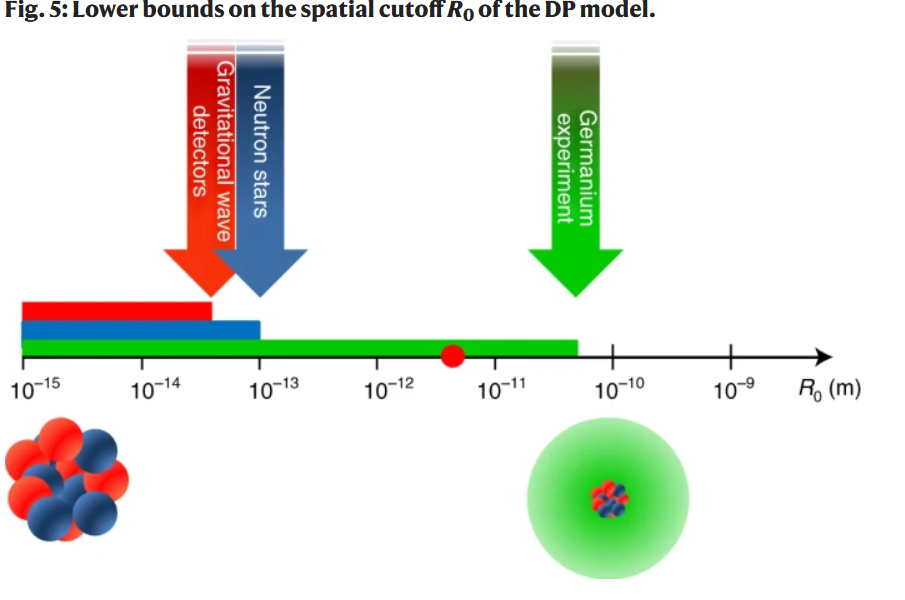 Fig. 5: Lower bounds on the spatial cutoff R₀ of the DP model.
Gravitational wave
detectors
Neutron stars
Germanium
experiment
10⁻¹⁵
10⁻¹⁴
10⁻¹³
10⁻¹²
10⁻¹¹
10⁻¹⁰
10⁻⁹
R₀ (m)